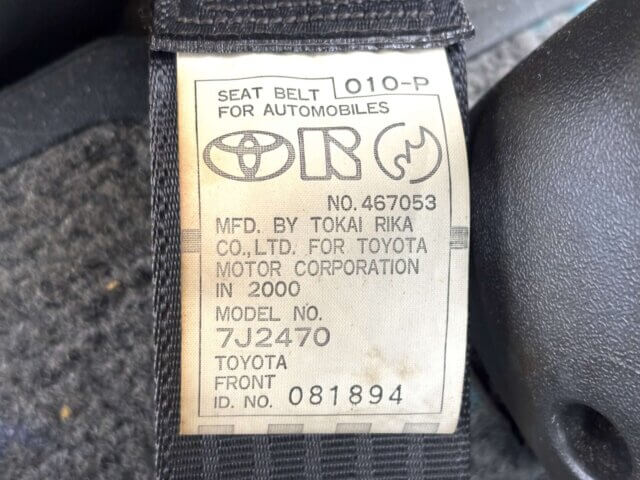 SEAT BELT 010-P
FOR AUTOMOBILES
NO. 467053
MFD. BY TOKAI RIKA
CO., LTD. FOR TOYOTA
MOTOR CORPORATION
IN 2000
MODEL NO.
7J2470
TOYOTA
FRONT
ID. NO. 081894